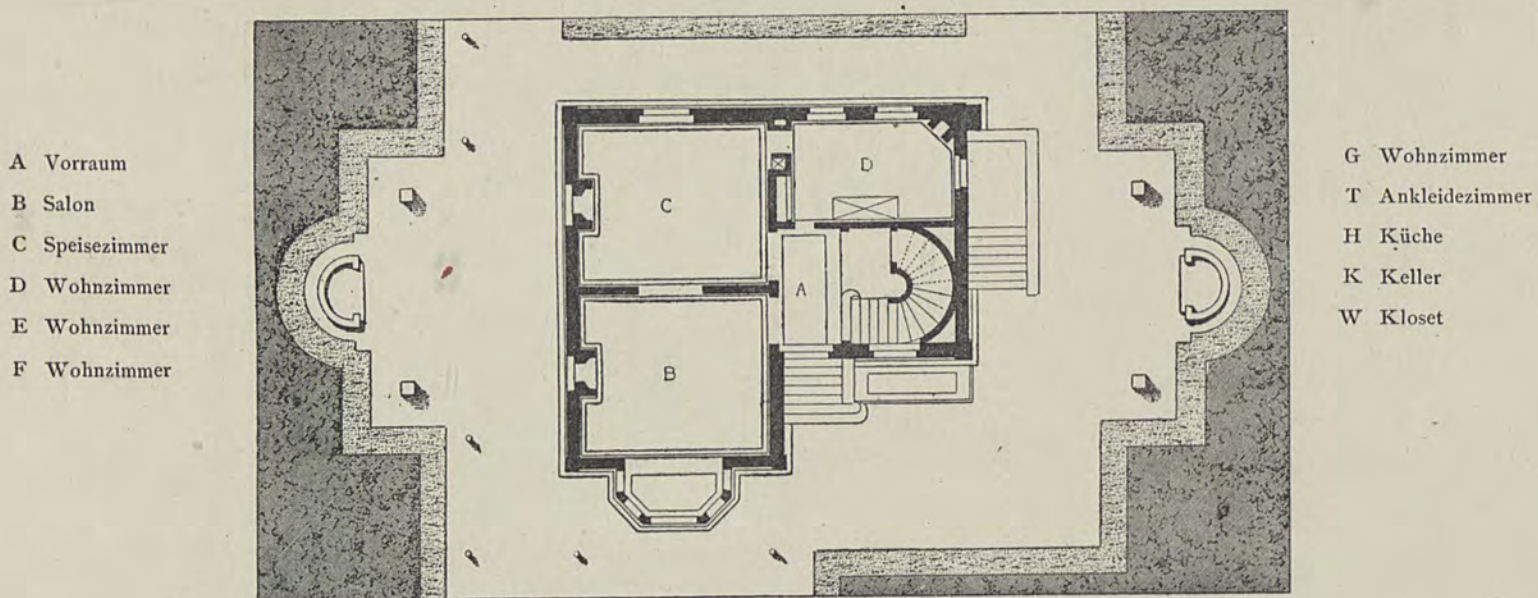 A Vorraum
B Salon
C Speisezimmer
D Wohnzimmer
E Wohnzimmer
F Wohnzimmer
C
D
A
B
G Wohnzimmer
T Ankleidezimmer
H Küche
K Keller
W Kloset